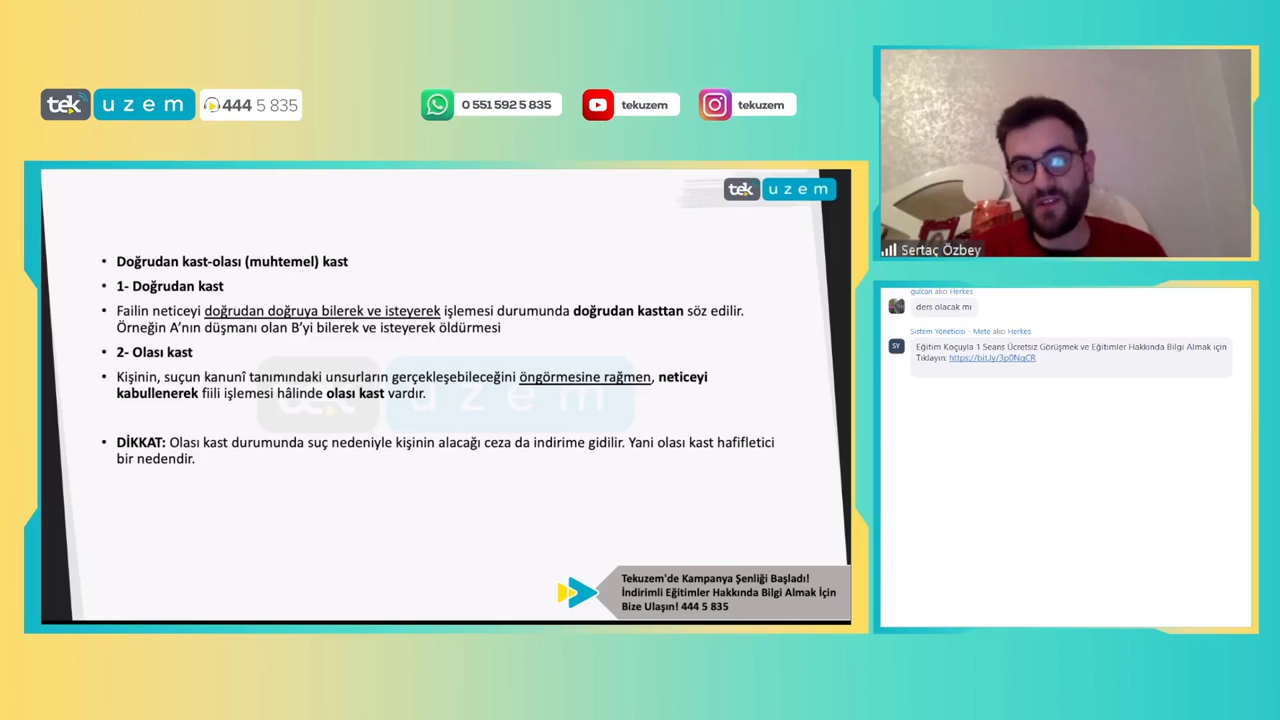 tek uzem 444 5 835
0 551 592 5 835
tekuzem
tekuzem
tek uzem
• Doğrudan kast-olası (muhtemel) kast
• 1- Doğrudan kast
• Failin neticeyi doğrudan doğruya bilerek ve isteyerek işlemesi durumunda doğrudan kasttan söz edilir.
Örneğin A'nın düşmanı olan B'yi bilerek ve isteyerek öldürmesi
• 2- Olası kast
• Kişinin, suçun kanunî tanımındaki unsurların gerçekleşebileceğini öngörmesine rağmen, neticeyi
kabullenerek fiili işlemesi hâlinde olası kast vardır.
• DİKKAT: Olası kast durumunda suç nedeniyle kişinin alacağı ceza da indirime gidilir. Yani olası kast hafifletici
bir nedendir.
tek uzem
Tekuzem'de Kampanya Şenliği Başladı!
İndirimli Eğitimler Hakkında Bilgi Almak İçin
Bize Ulaşın! 444 5 835
Sertaç Özbey
gulcan alıcı Herkes
ders olacak mı
Sistem Yöneticisi - Mete alıcı Herkes
SY
Eğitim Koçuyla 1 Seans Ücretsiz Görüşmek ve Eğitimler Hakkında Bilgi Almak için
Tıklayın: https://bit.ly/3p0NqCR